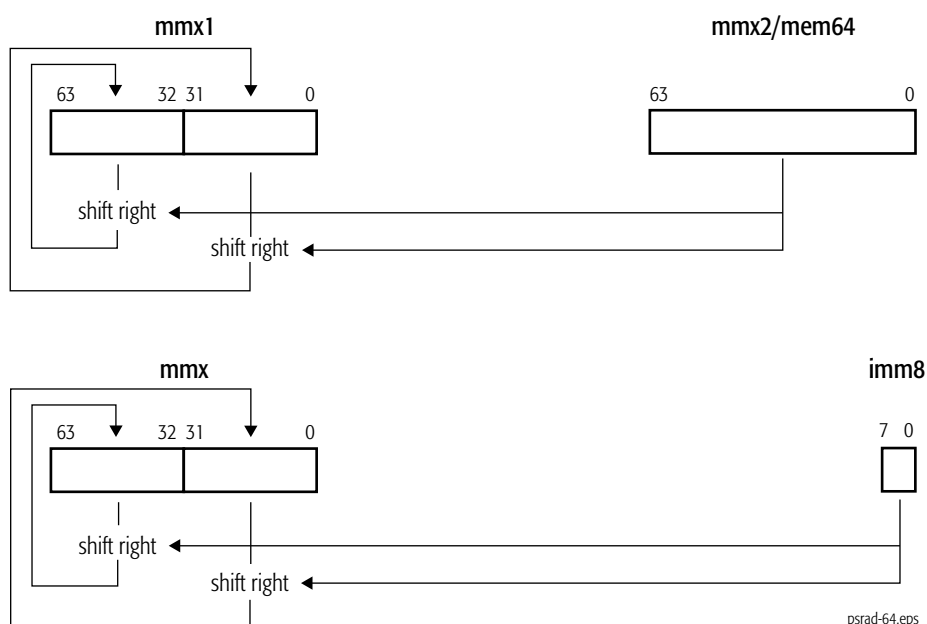 mmx1 mmx2/mem64
63 32 31 0 63 0
shift right
shift right
mmx imm8
63 32 31 0 7 0
shift right
shift right
psrad-64.eps